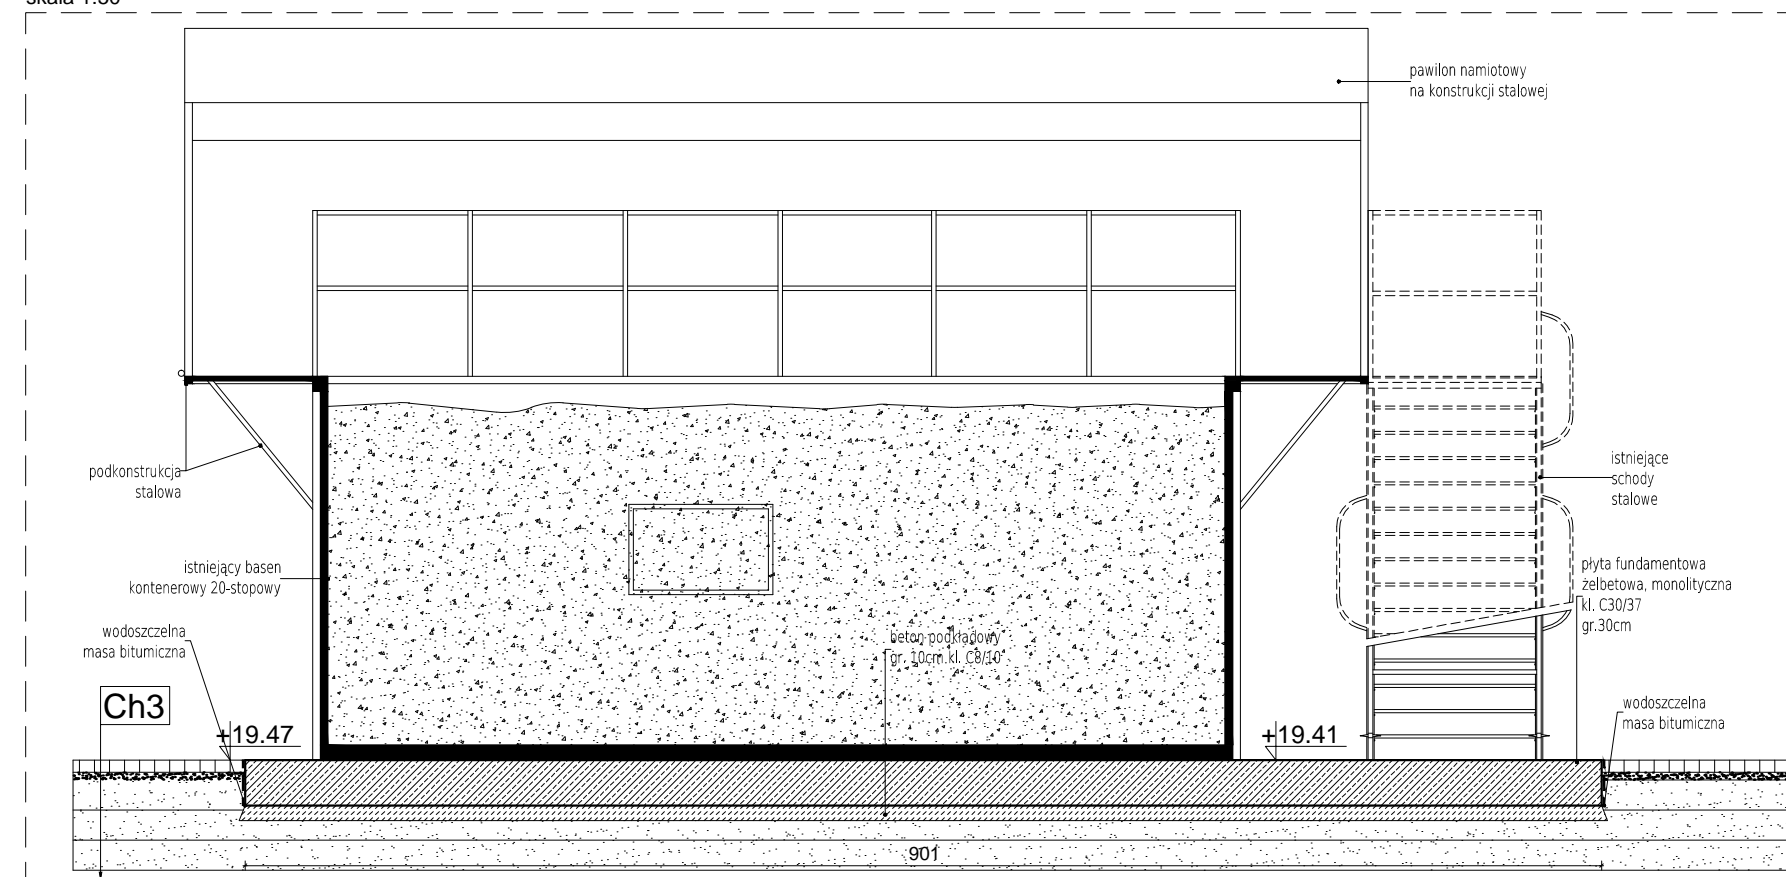 pawilon namiotowy
na konstrukcji stalowej
podkonstrukcja
stalowa
istniejące
schody
stalowe
istniejący basen
kontenerowy 20-stopowy
płyta fundamentowa
żelbetowa, monolityczna
kl. C30/37
gr.30cm
wodoszczelna
masa bitumiczna
beton podkładowy
gr. 10cm kl. C8/10
Ch3
+19.47
+19.41
wodoszczelna
masa bitumiczna
901